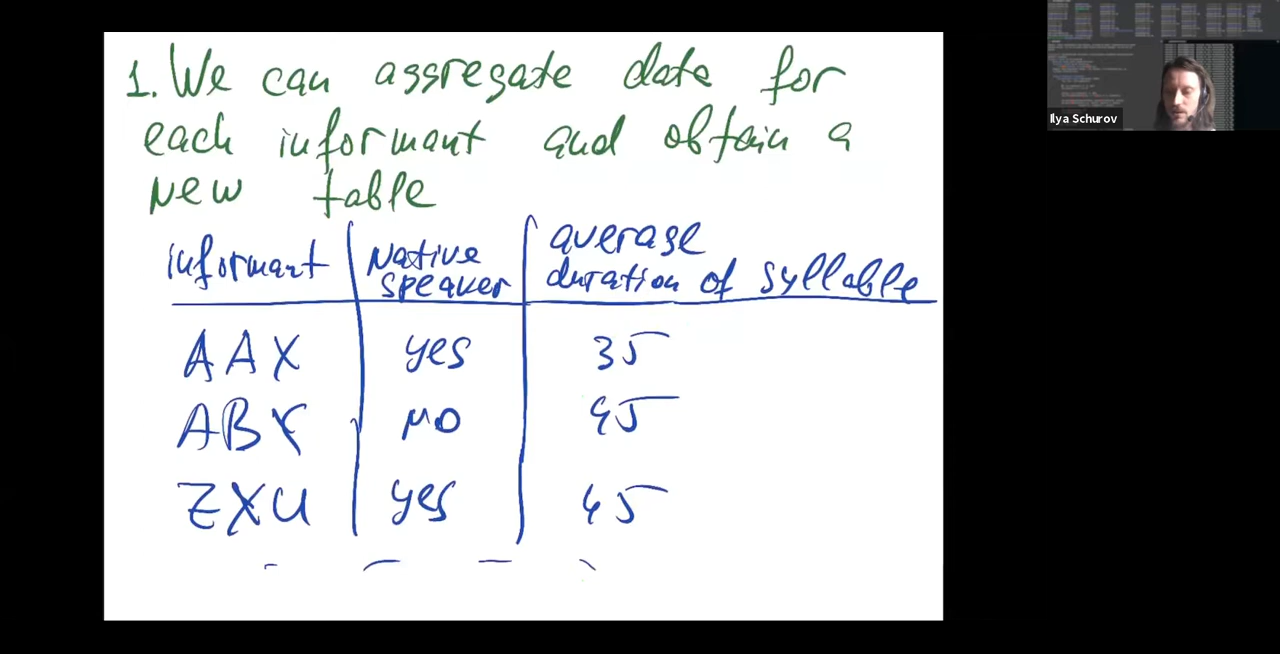 1. We can aggregate data for
each informant and obtain a
new table
informant | Native speaker | average duration of syllable
AAX | yes | 35
ABY | no | 45
ZXU | yes | 45
Ilya Schurov